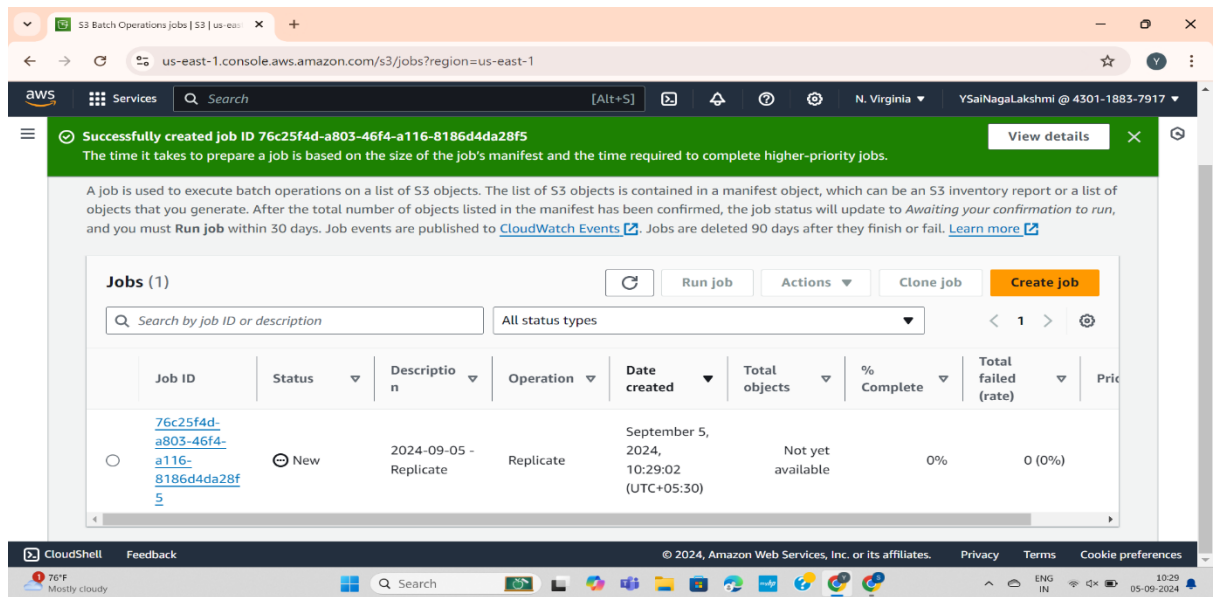 S3 Batch Operations jobs | S3 | us-eas
us-east-1.console.aws.amazon.com/s3/jobs?region=us-east-1
Y
aws
Services
Search
[Alt+S]
N. Virginia
YSaiNagaLakshmi @ 4301-1883-7917
Successfully created job ID 76c25f4d-a803-46f4-a116-8186d4da28f5
View details
The time it takes to prepare a job is based on the size of the job's manifest and the time required to complete higher-priority jobs.
A job is used to execute batch operations on a list of S3 objects. The list of S3 objects is contained in a manifest object, which can be an S3 inventory report or a list of
objects that you generate. After the total number of objects listed in the manifest has been confirmed, the job status will update to Awaiting your confirmation to run,
and you must Run job within 30 days. Job events are published to CloudWatch Events. Jobs are deleted 90 days after they finish or fail. Learn more
Jobs (1)
Run job
Actions
Clone job
Create job
Search by job ID or description
All status types
1
Job ID
Status
Descriptio
n
Operation
Date
created
Total
objects
%
Complete
Total
failed
(rate)
Pric
76c25f4d-
a803-46f4-
a116-
8186d4da28f
5
New
2024-09-05 -
Replicate
Replicate
September 5,
2024,
10:29:02
(UTC+05:30)
Not yet
available
0%
0 (0%)
CloudShell
Feedback
© 2024, Amazon Web Services, Inc. or its affiliates.
Privacy
Terms
Cookie preferences
1
76°F
Mostly cloudy
Search
ENG
IN
10:29
05-09-2024